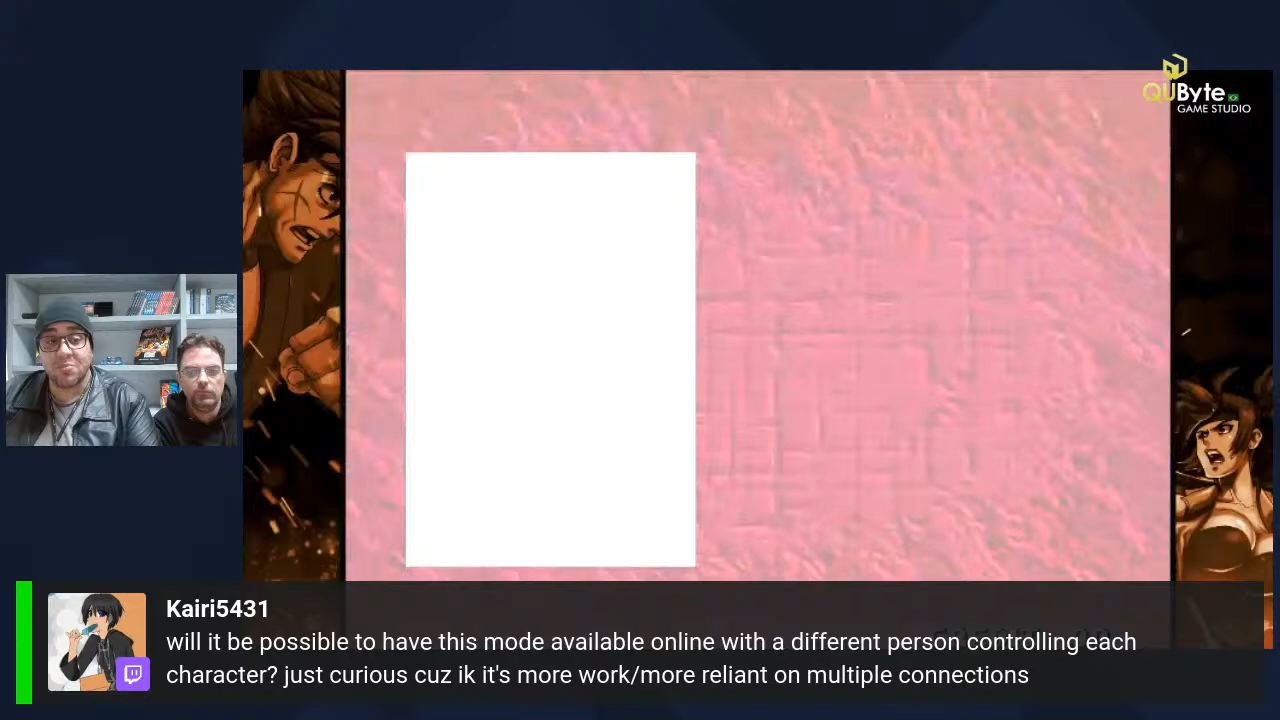 QUByte
GAME STUDIO
Kairi5431
will it be possible to have this mode available online with a different person controlling each
character? just curious cuz ik it's more work/more reliant on multiple connections